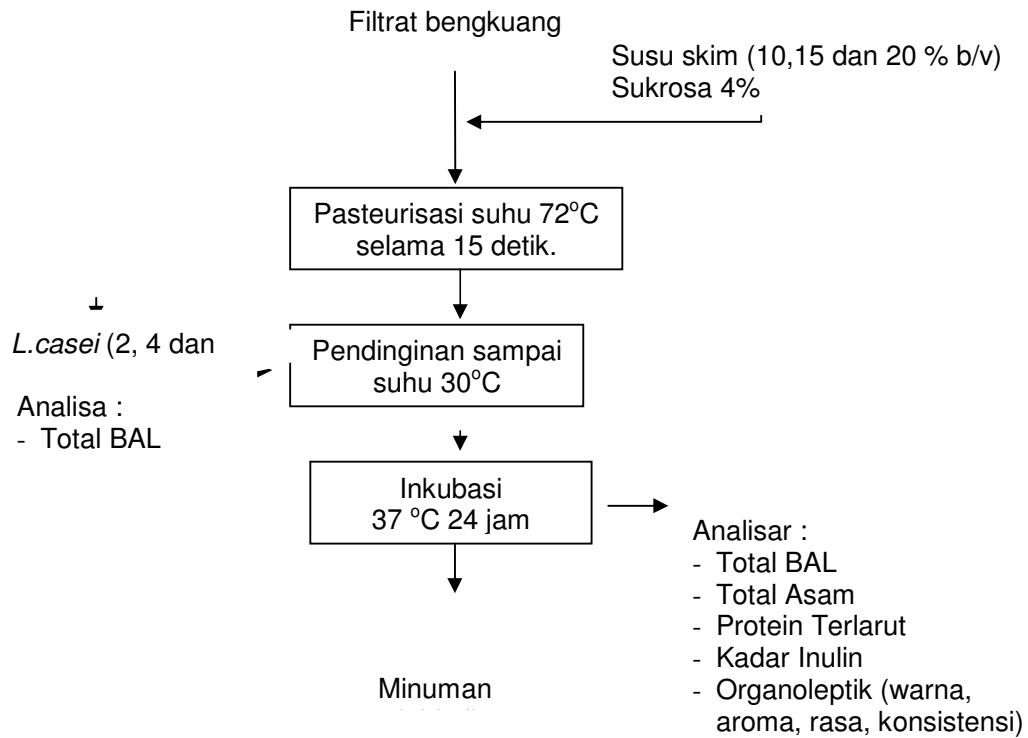 Filtrat bengkuang
Susu skim (10,15 dan 20 % b/v)
Sukrosa 4%
Pasteurisasi suhu 72°C
selama 15 detik.
L.casei (2, 4 dan
Analisa :
- Total BAL
Pendinginan sampai
suhu 30°C
Inkubasi
37 °C 24 jam
Analisar :
- Total BAL
- Total Asam
- Protein Terlarut
- Kadar Inulin
- Organoleptik (warna,
aroma, rasa, konsistensi)
Minuman